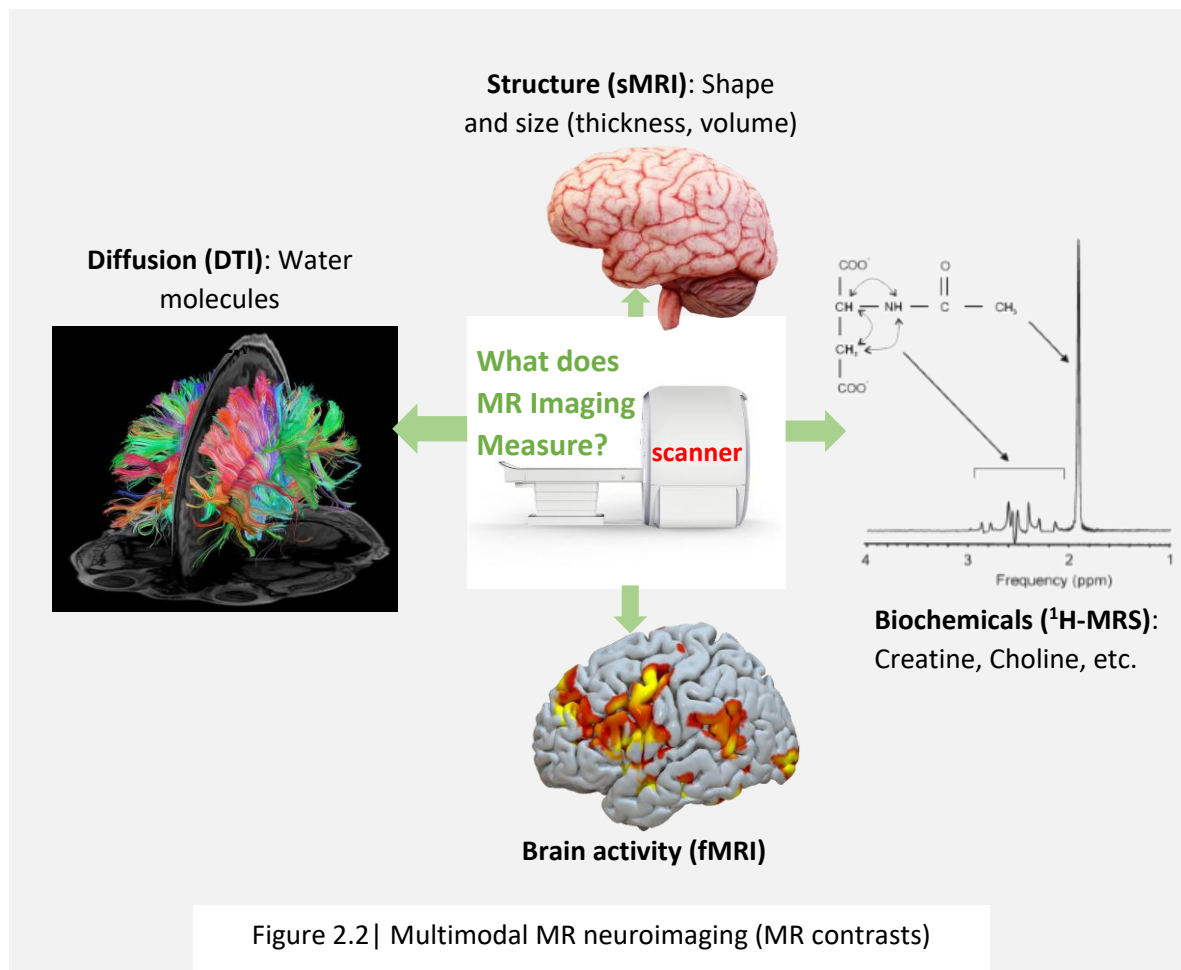 Structure (sMRI): Shape
and size (thickness, volume)
Diffusion (DTI): Water
molecules
What does
MR Imaging
Measure?
scanner
COO-
O
CH — NH — C — CH3
CH2
COO-
4 3 2 1
Frequency (ppm)
Biochemicals (¹H-MRS):
Creatine, Choline, etc.
Brain activity (fMRI)
Figure 2.2| Multimodal MR neuroimaging (MR contrasts)